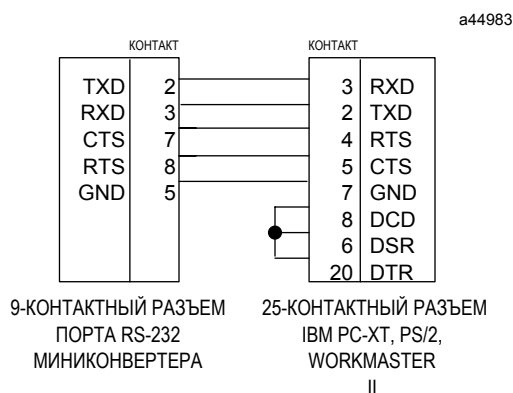 a44983
КОНТАКТ КОНТАКТ
TXD 2 3 RXD
RXD 3 2 TXD
CTS 7 4 RTS
RTS 8 5 CTS
GND 5 7 GND
8 DCD
6 DSR
20 DTR
9-КОНТАКТНЫЙ РАЗЪЕМ
ПОРТА RS-232
МИНИКОНВЕРТЕРА
25-КОНТАКТНЫЙ РАЗЪЕМ
IBM PC-XT, PS/2,
WORKMASTER
II